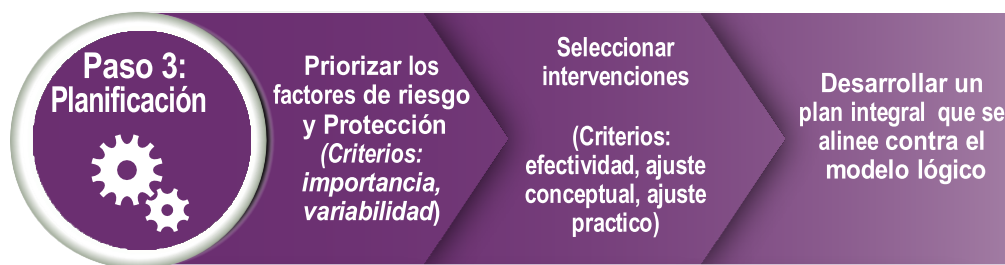 Paso 3:
Planificación
Priorizar los
factores de riesgo
y Protección
(Criterios:
importancia,
variabilidad)
Seleccionar
intervenciones
(Criterios:
efectividad, ajuste
conceptual, ajuste
practico)
Desarrollar un
plan integral que se
alinee contra el
modelo lógico